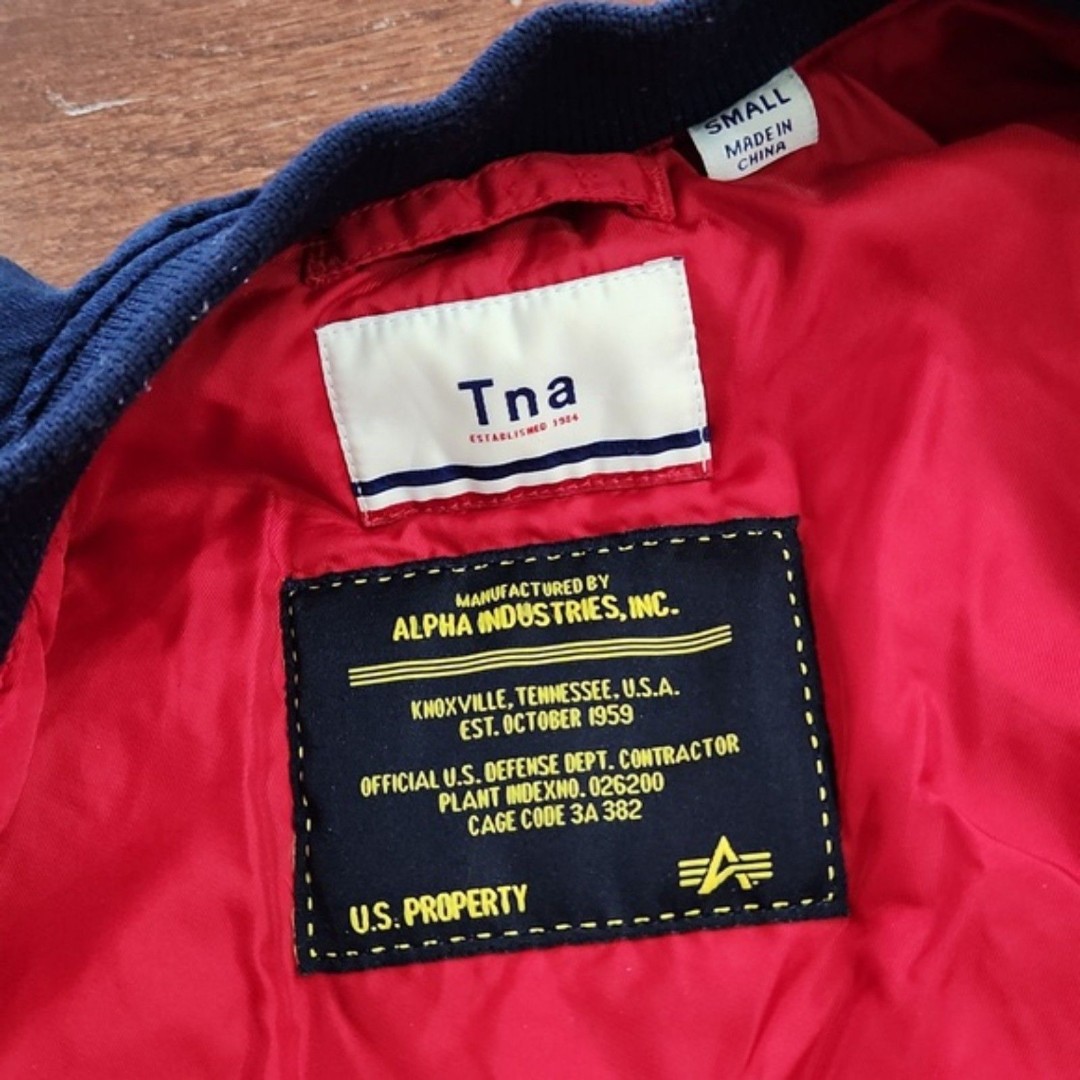 SMALL
MADE IN
CHINA
Tna
ESTABLISHED 1984
MANUFACTURED BY
ALPHA INDUSTRIES, INC.
KNOXVILLE, TENNESSEE. U.S.A.
EST. OCTOBER 1959
OFFICIAL U.S. DEFENSE DEPT. CONTRACTOR
PLANT INDEXNO. 026200
CAGE CODE 3A 382
U.S. PROPERTY